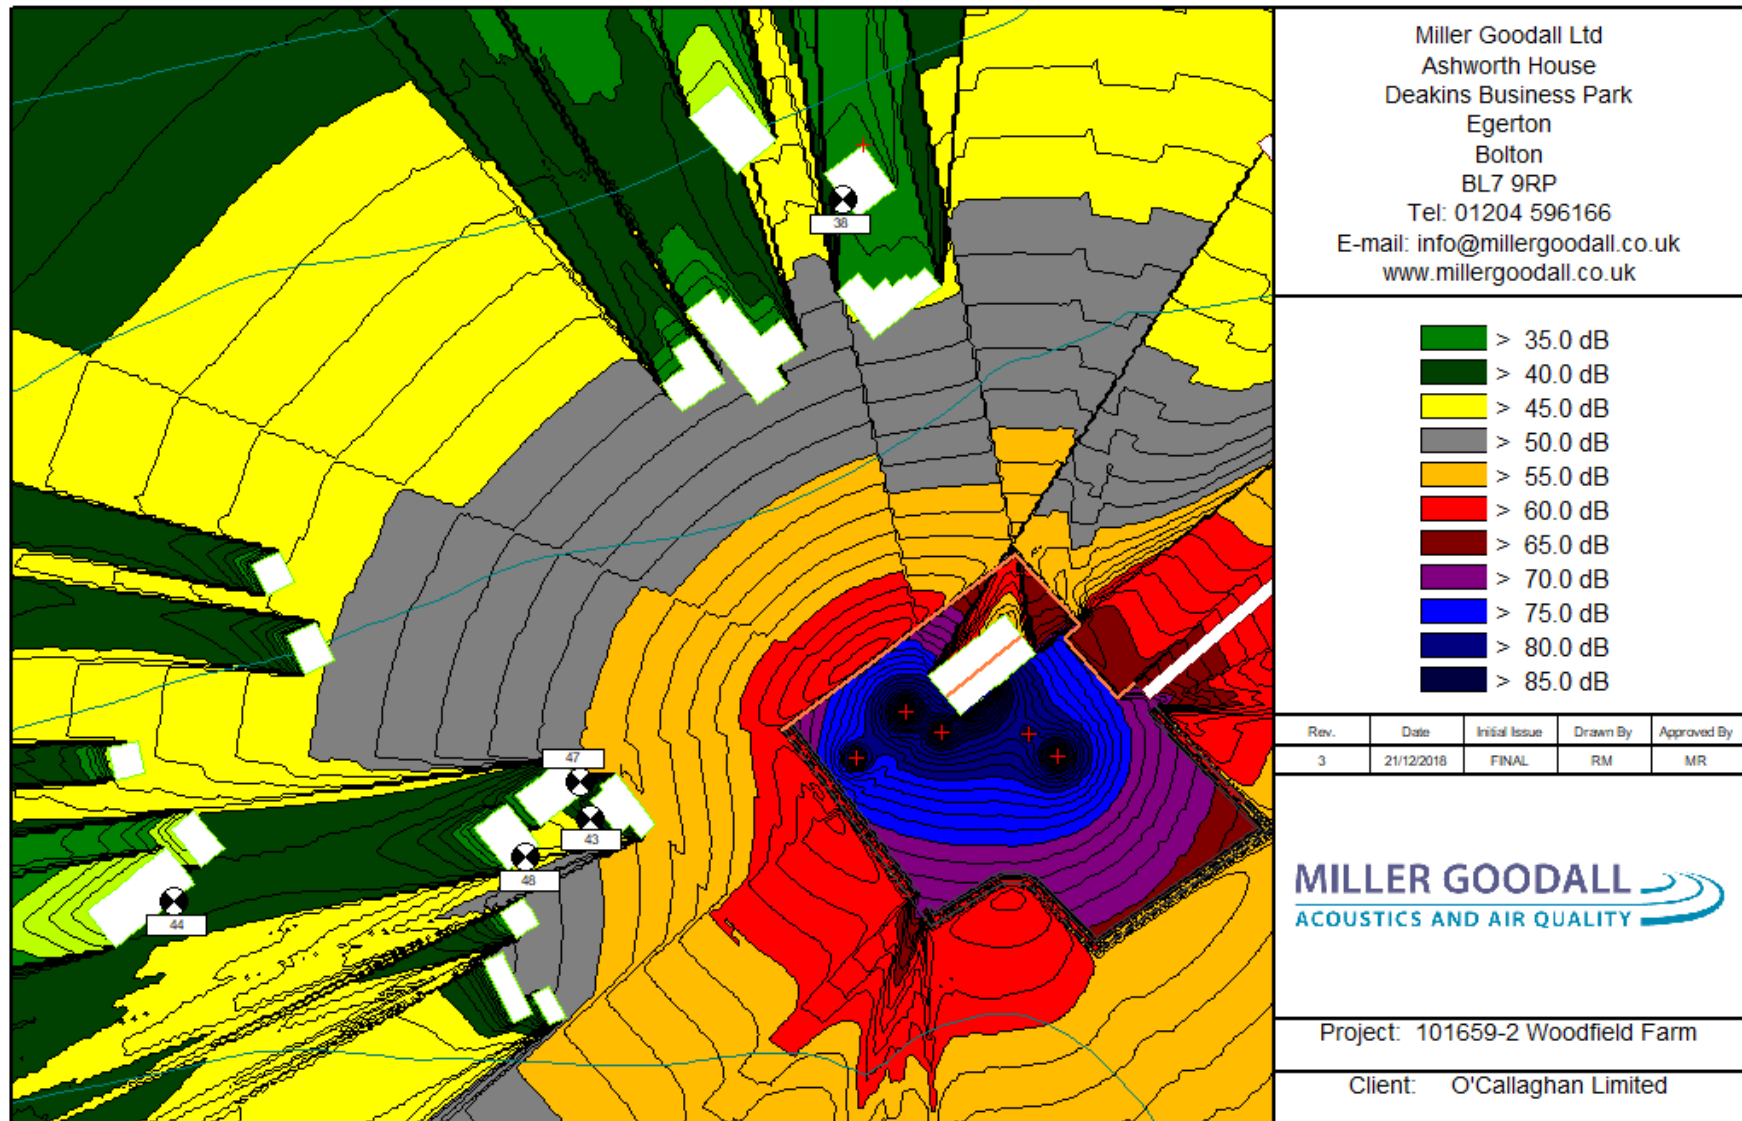 38
47
43
48
44
Miller Goodall Ltd
Ashworth House
Deakins Business Park
Egerton
Bolton
BL7 9RP
Tel: 01204 596166
E-mail: info@millergoodall.co.uk
www.millergoodall.co.uk
> 35.0 dB
> 40.0 dB
> 45.0 dB
> 50.0 dB
> 55.0 dB
> 60.0 dB
> 65.0 dB
> 70.0 dB
> 75.0 dB
> 80.0 dB
> 85.0 dB
Rev. Date Initial Issue Drawn By Approved By
3 21/12/2018 FINAL RM MR
MILLER GOODALL
ACOUSTICS AND AIR QUALITY
Project: 101659-2 Woodfield Farm
Client: O'Callaghan Limited